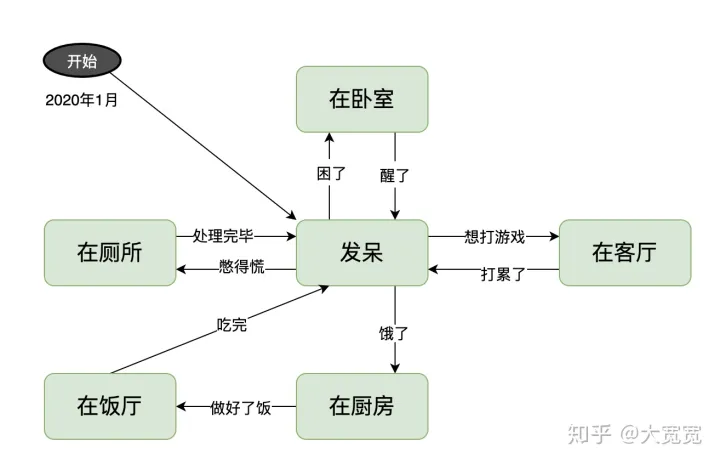 开始
2020年1月
在卧室
困了
醒了
在厕所
处理完毕
憋得慌
发呆
想打游戏
打累了
在客厅
吃完
饿了
在饭厅
做好了饭
在厨房
知乎 @大宽宽